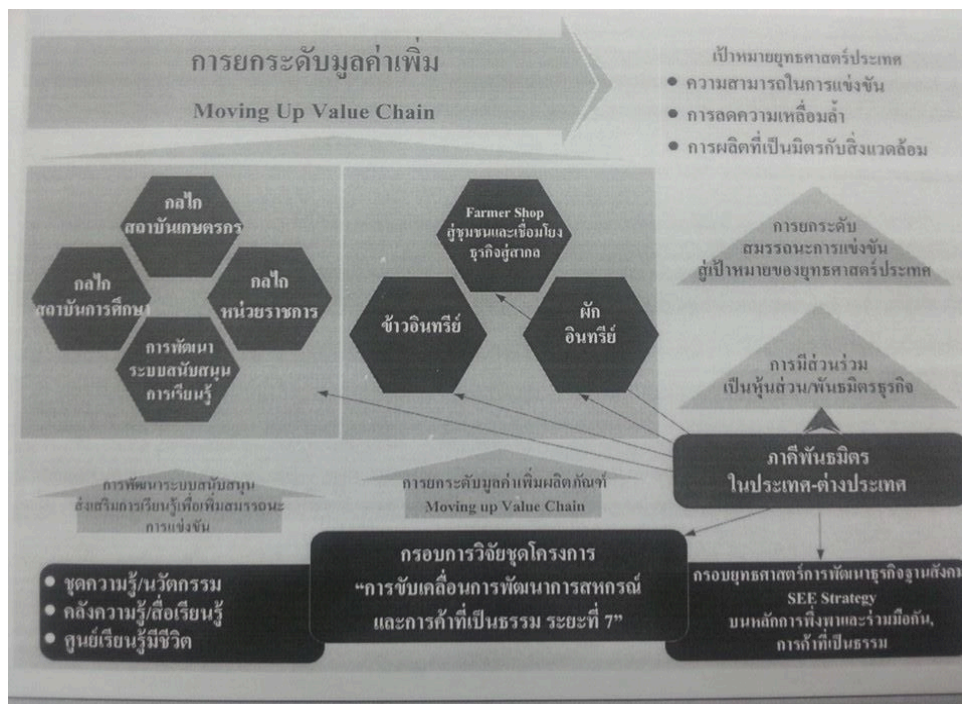 การยกระดับมูลค่าเพิ่ม
Moving Up Value Chain
เป้าหมายยุทธศาสตร์ประเทศ
● ความสามารถในการแข่งขัน
● การลดความเหลื่อมล้ำ
● การผลิตที่เป็นมิตรกับสิ่งแวดล้อม
กลไก
สถาบันเกษตรกร
กลไก
สถาบันการศึกษา
กลไก
หน่วยราชการ
การพัฒนา
ระบบสนับสนุน
การเรียนรู้
Farmer Shop
สู่ชุมชนและเชื่อมโยง
ธุรกิจสู่สากล
ข้าวอินทรีย์
ผัก
อินทรีย์
การยกระดับ
สมรรถนะการแข่งขัน
สู่เป้าหมายของยุทธศาสตร์ประเทศ
การมีส่วนร่วม
เป็นหุ้นส่วน/พันธมิตรธุรกิจ
ภาคีพันธมิตร
ในประเทศ-ต่างประเทศ
การพัฒนาระบบสนับสนุน
ส่งเสริมการเรียนรู้เพื่อเพิ่มสมรรถนะ
การแข่งขัน
การยกระดับมูลค่าเพิ่มผลิตภัณฑ์
Moving up Value Chain
● ชุดความรู้/นวัตกรรม
● คลังความรู้/สื่อเรียนรู้
● ศูนย์เรียนรู้มีชีวิต
กรอบการวิจัยชุดโครงการ
“การขับเคลื่อนการพัฒนาการสหกรณ์
และการค้าที่เป็นธรรม ระยะที่ 7”
กรอบยุทธศาสตร์การพัฒนาธุรกิจฐานสังคม
SEE Strategy
บนหลักการพึ่งพาและร่วมมือกัน,
การค้าที่เป็นธรรม